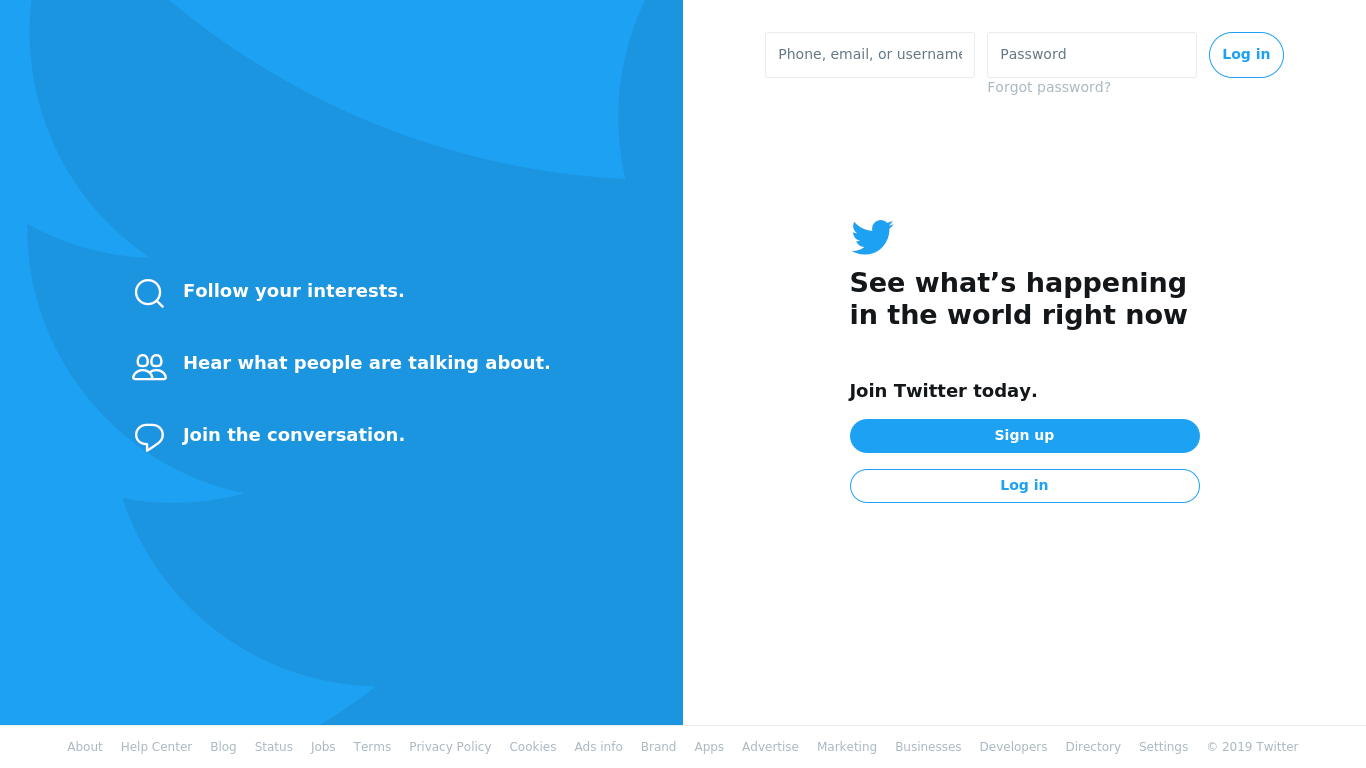 Phone, email, or username Password Log in
Forgot password?
Follow your interests.
Hear what people are talking about.
Join the conversation.
See what’s happening
in the world right now
Join Twitter today.
Sign up
Log in
About Help Center Blog Status Jobs Terms Privacy Policy Cookies Ads info Brand Apps Advertise Marketing Businesses Developers Directory Settings © 2019 Twitter